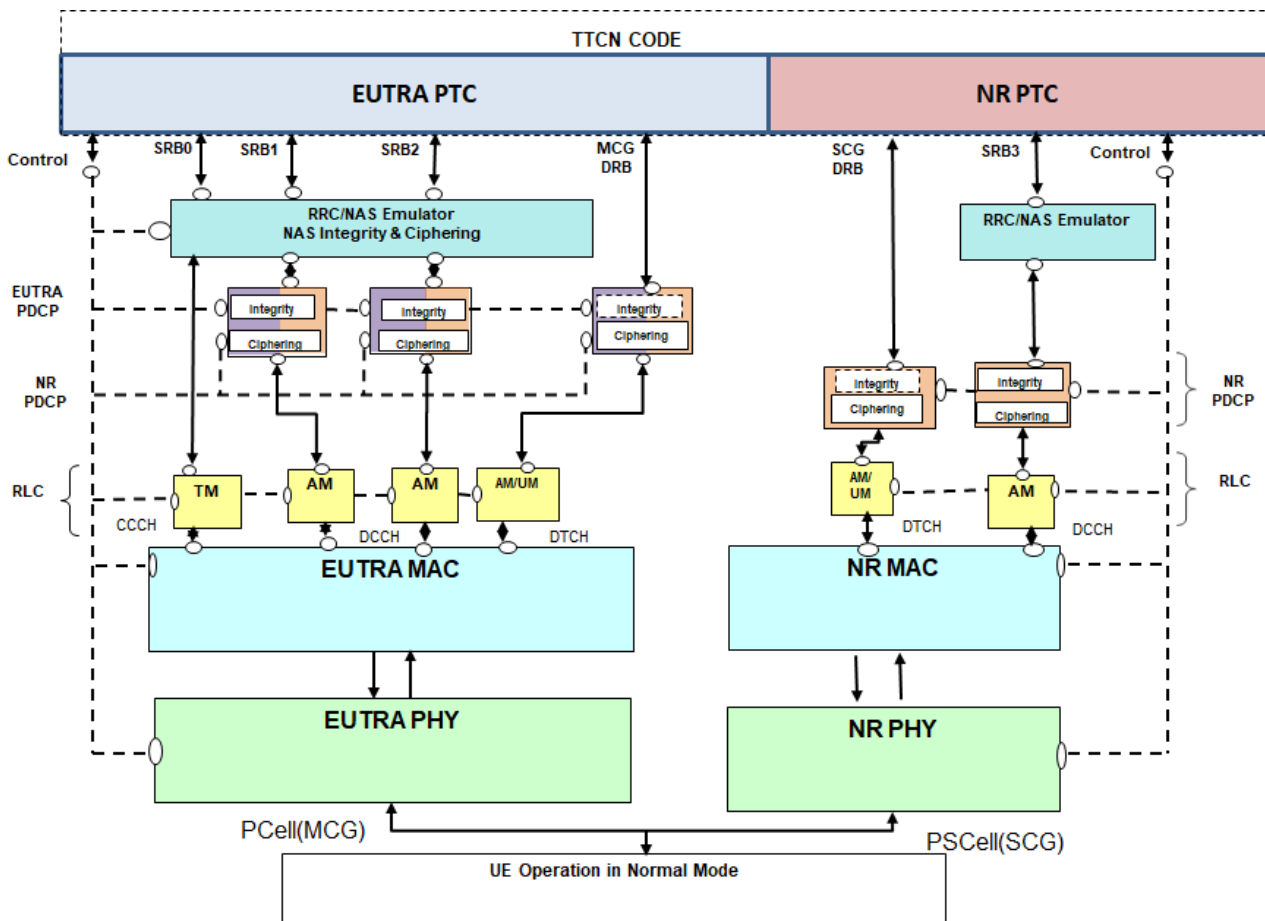 TTCN CODE
EUTRA PTC
NR PTC
Control
SRB0
SRB1
SRB2
MCG
DRB
SCG
DRB
SRB3
Control
RRC/NAS Emulator
NAS Integrity & Ciphering
RRC/NAS Emulator
EUTRA
PDCP
Integrity
Ciphering
Integrity
Ciphering
Integrity
Ciphering
NR
PDCP
Integrity
Ciphering
Integrity
Ciphering
NR
PDCP
RLC
TM
AM
AM
AM/UM
AM/
UM
AM
RLC
CCCH
DCCH
DTCH
DTCH
DCCH
EUTRA MAC
NR MAC
EUTRA PHY
NR PHY
PCell(MCG)
PSCell(SCG)
UE Operation in Normal Mode